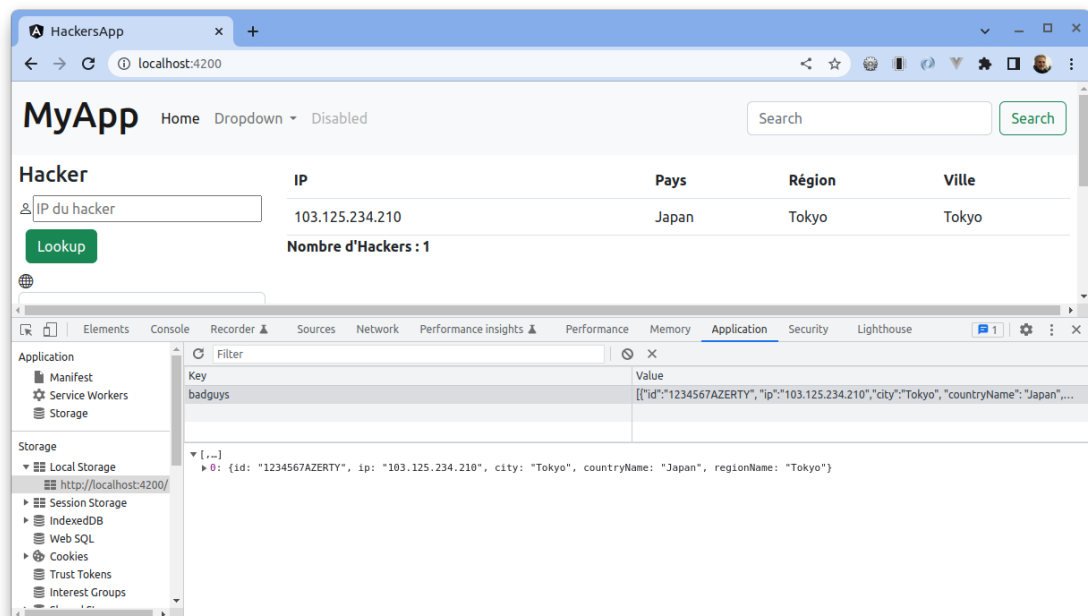 HackersApp
localhost:4200
MyApp Home Dropdown Disabled Search Search
Hacker
IP du hacker
Lookup
IP Pays Région Ville
103.125.234.210 Japan Tokyo Tokyo
Nombre d'Hackers : 1
Elements Console Recorder Sources Network Performance insights Performance Memory Application Security Lighthouse 1
Application
Manifest
Service Workers
Storage
Storage
Local Storage
http://localhost:4200/
Session Storage
IndexedDB
Web SQL
Cookies
Trust Tokens
Interest Groups
Filter
Key Value
badguys [{"id":"1234567AZERTY", "ip":"103.125.234.210","city":"Tokyo", "countryName": "Japan",...
[,…]
0: {id: "1234567AZERTY", ip: "103.125.234.210", city: "Tokyo", countryName: "Japan", regionName: "Tokyo"}